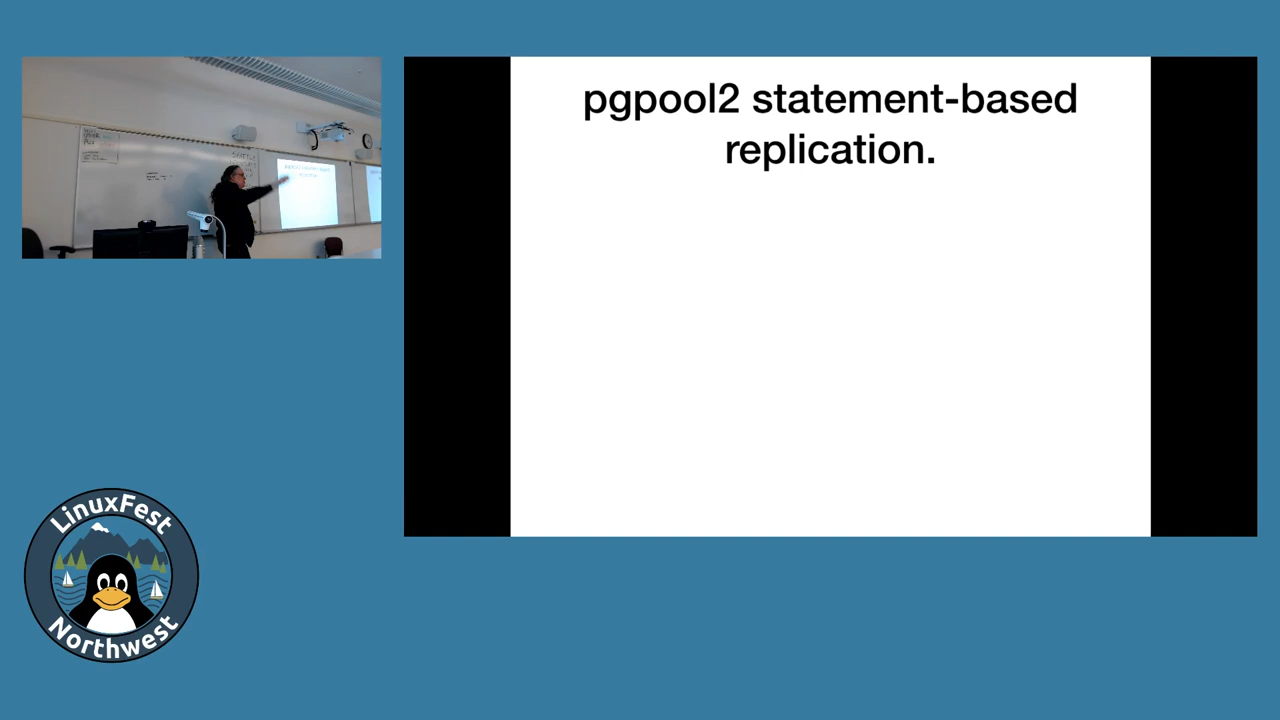 pgpool2 statement-based
replication.
LinuxFest
Northwest